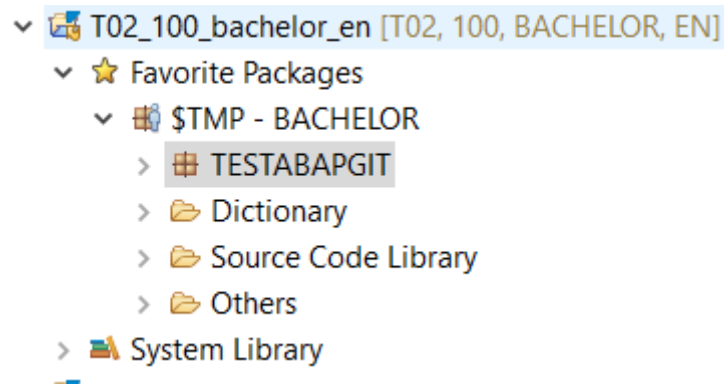 T02_100_bachelor_en [T02, 100, BACHELOR, EN]
Favorite Packages
$TMP - BACHELOR
TESTABAPGIT
Dictionary
Source Code Library
Others
System Library